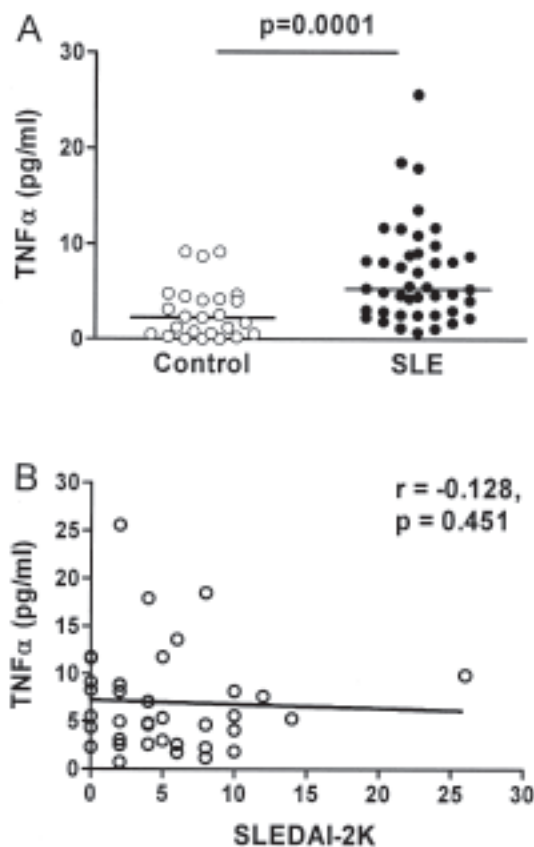 A
p=0.0001
30
20
10
0
TNFα (pg/ml)
Control SLE
B
r = -0.128,
p = 0.451
30
25
20
15
10
5
0
TNFα (pg/ml)
0 5 10 15 20 25 30
SLEDAI-2K